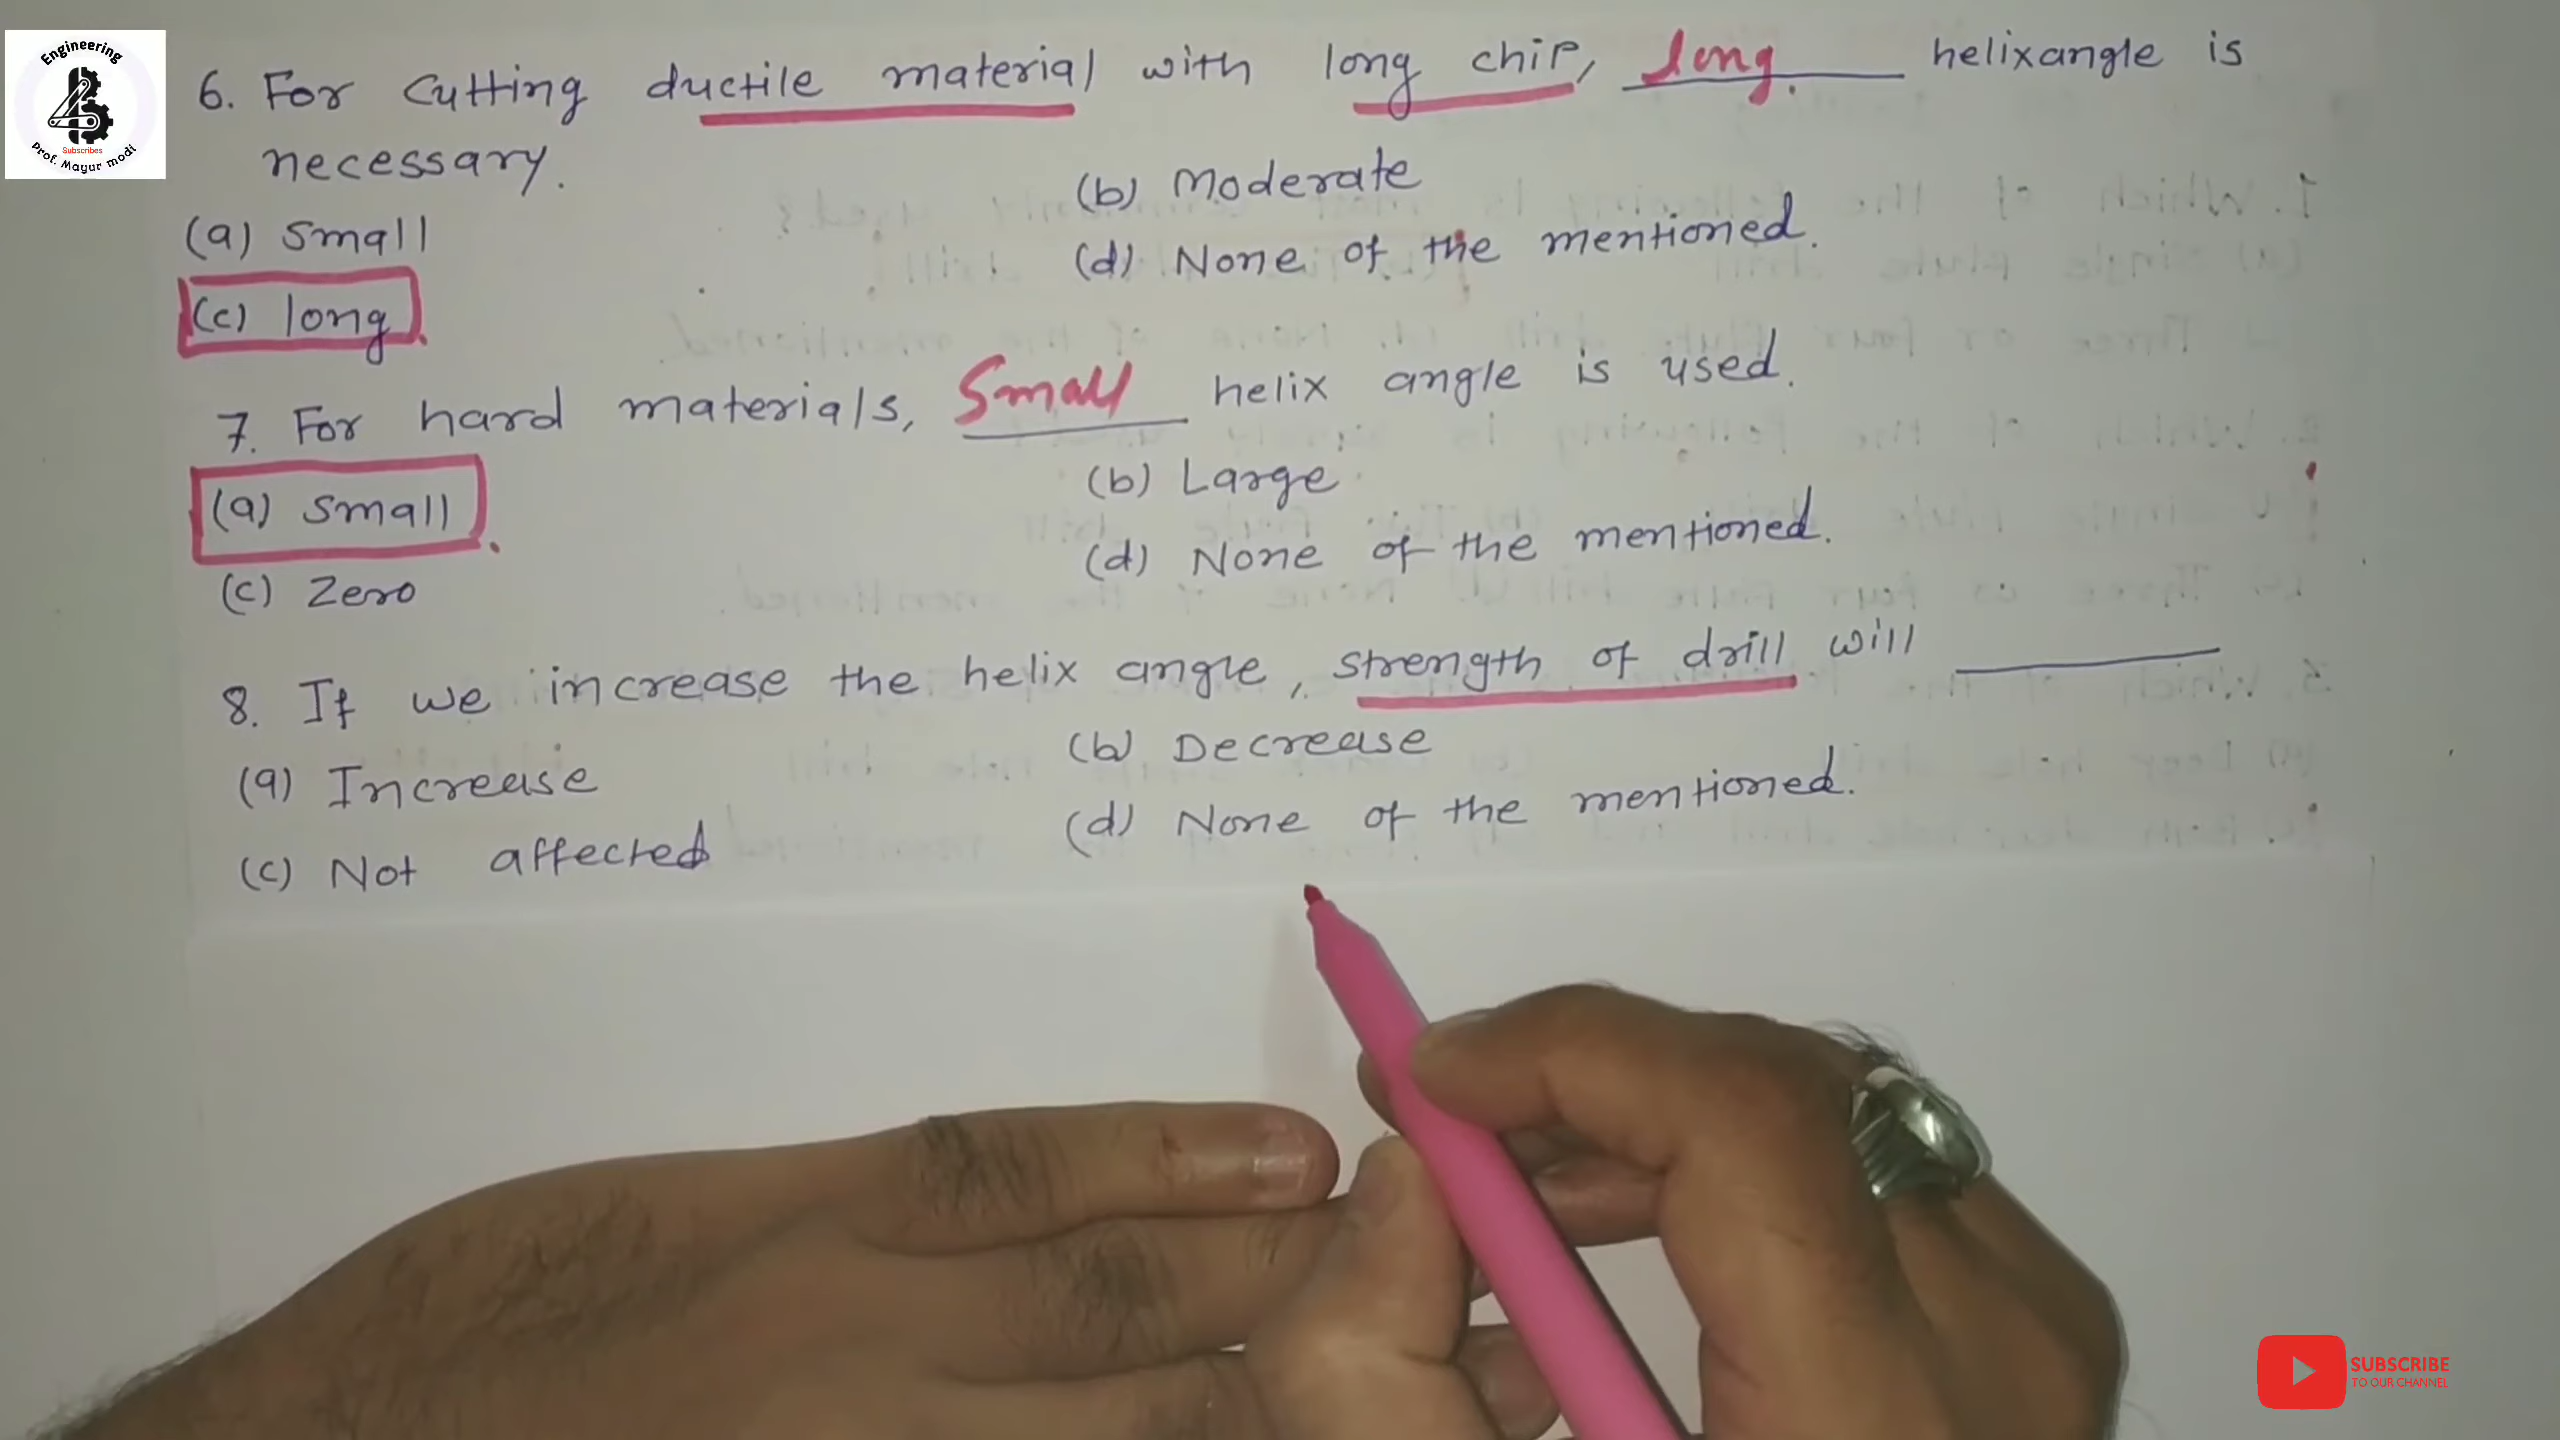 Engineering
Subscribes
Prof. Mayur modi
6. For cutting ductile material with long chip, long helixangle is
necessary.
(a) small
(b) Moderate
(c) long
(d) None of the mentioned.
7. For hard materials, Small helix angle is used.
(a) small
(b) Large
(c) Zero
(d) None of the mentioned.
8. If we increase the helix angle, strength of drill will
(a) Increase
(b) Decrease
(c) Not affected
(d) None of the mentioned.
SUBSCRIBE
TO OUR CHANNEL